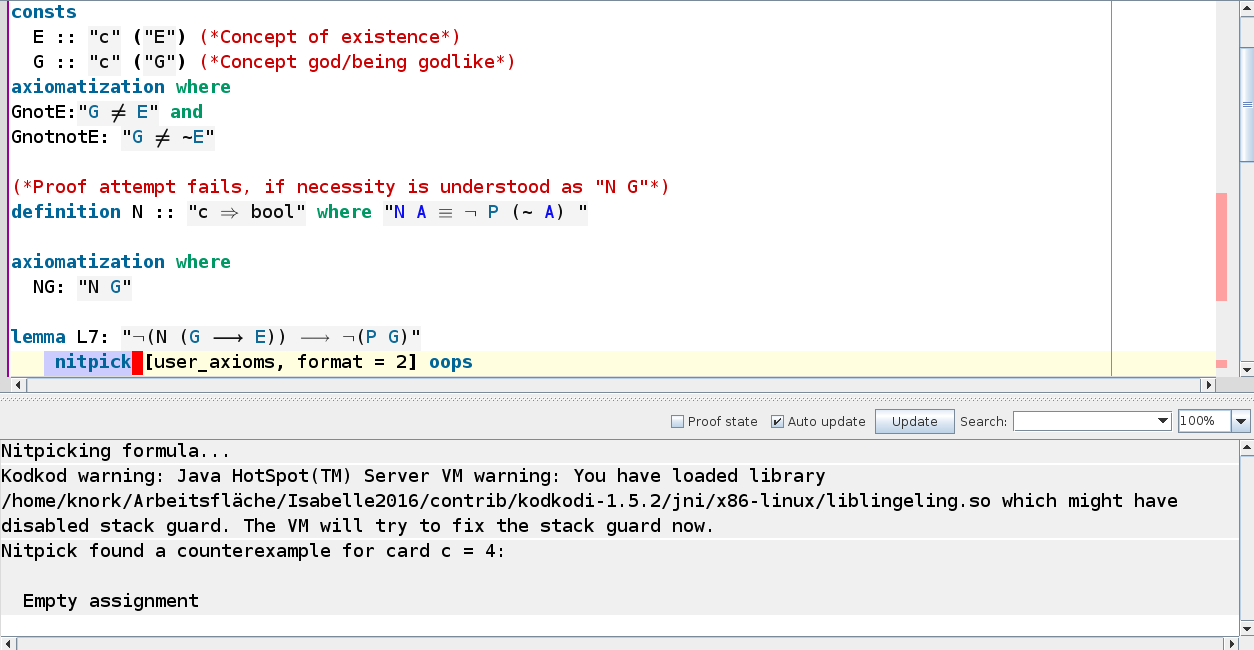 consts
  E :: "c" ("E") (*Concept of existence*)
  G :: "c" ("G") (*Concept god/being godlike*)
axiomatization where
GnotE:"G ≠ E" and
GnotnotE: "G ≠ ~E"
(*Proof attempt fails, if necessity is understood as "N G"*)
definition N :: "c ⇒ bool" where "N A ≡ ¬ P (~ A) "
axiomatization where
  NG: "N G"
lemma L7: "¬(N (G ⟶ E)) ⟶ ¬(P G)"
    nitpick [user_axioms, format = 2] oops
Proof state Auto update Update Search: 100%
Nitpicking formula...
Kodkod warning: Java HotSpot(TM) Server VM warning: You have loaded library
/home/knork/Arbeitsfläche/Isabelle2016/contrib/kodkodi-1.5.2/jni/x86-linux/liblingeling.so which might have
disabled stack guard. The VM will try to fix the stack guard now.
Nitpick found a counterexample for card c = 4:
  Empty assignment